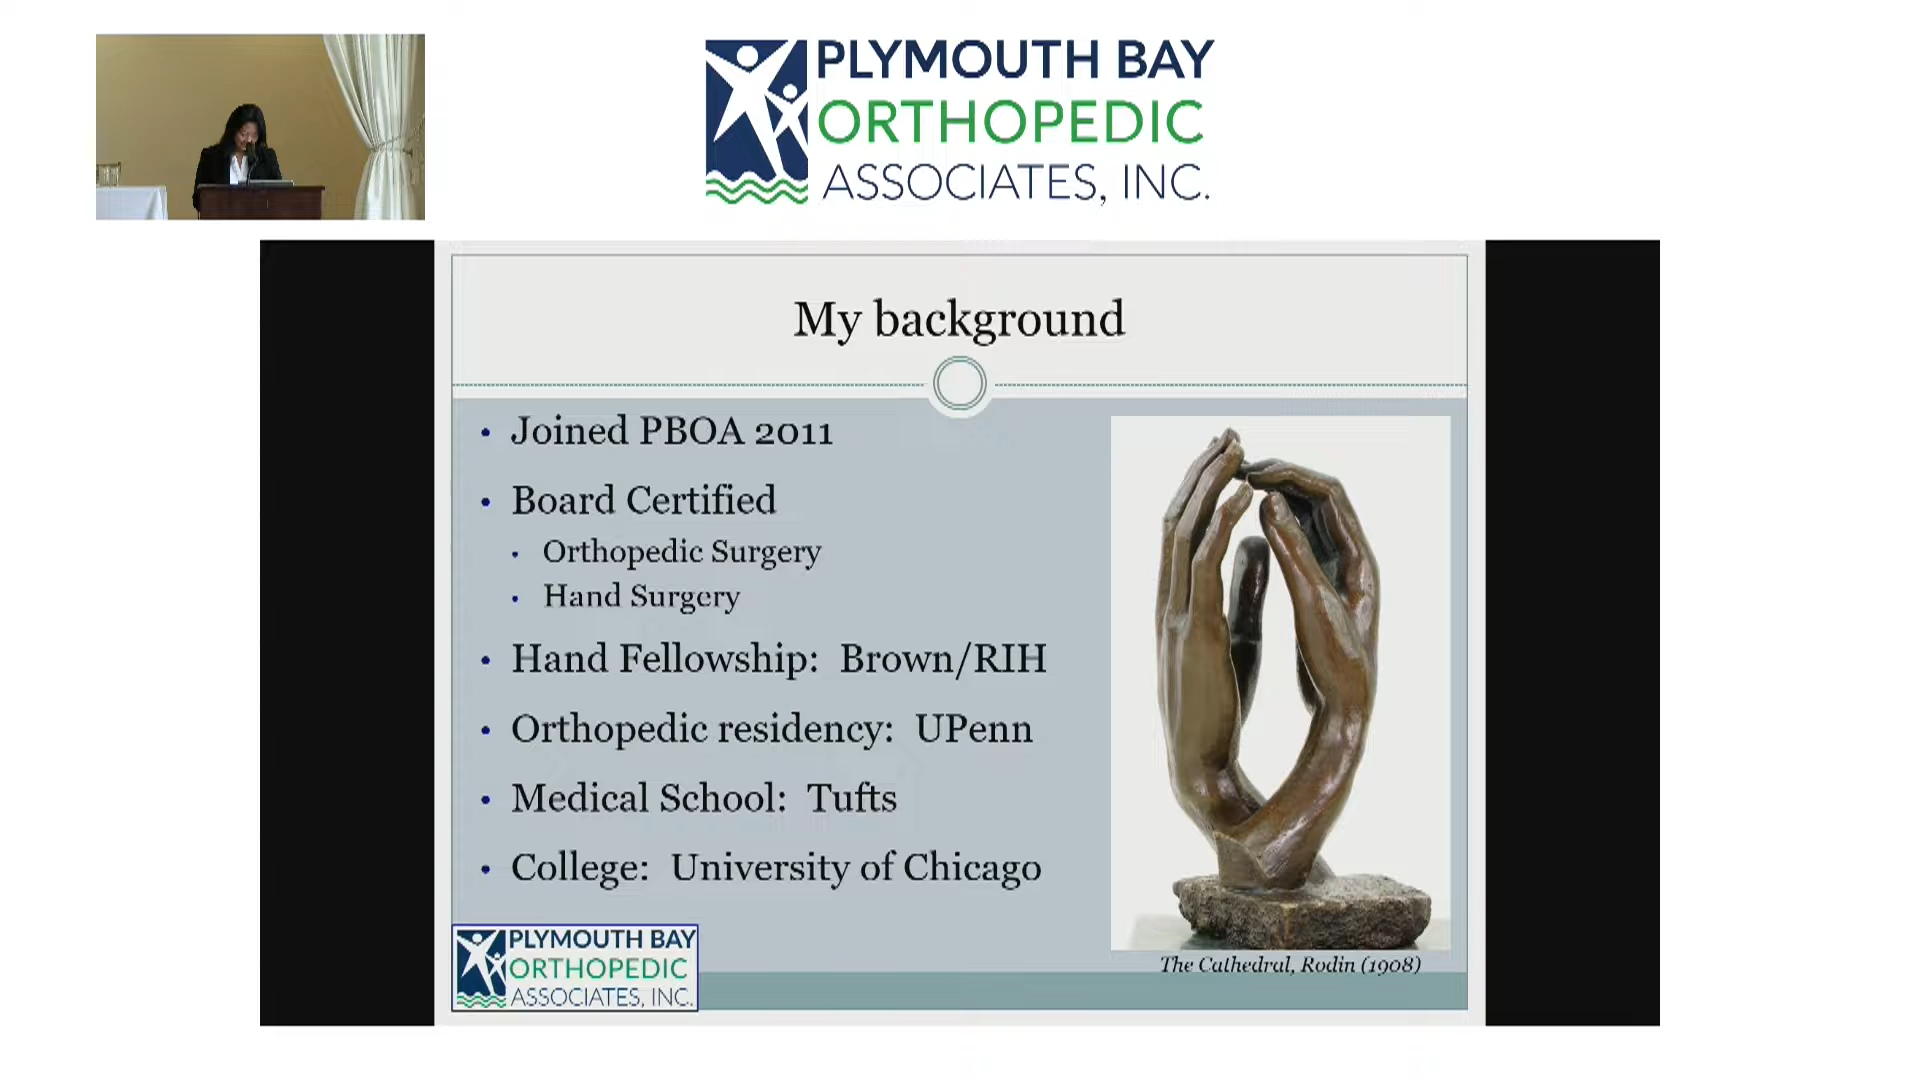 PLYMOUTH BAY
ORTHOPEDIC
ASSOCIATES, INC.
My background
• Joined PBOA 2011
• Board Certified
• Orthopedic Surgery
• Hand Surgery
• Hand Fellowship: Brown/RIH
• Orthopedic residency: UPenn
• Medical School: Tufts
• College: University of Chicago
The Cathedral, Rodin (1908)
PLYMOUTH BAY
ORTHOPEDIC
ASSOCIATES, INC.